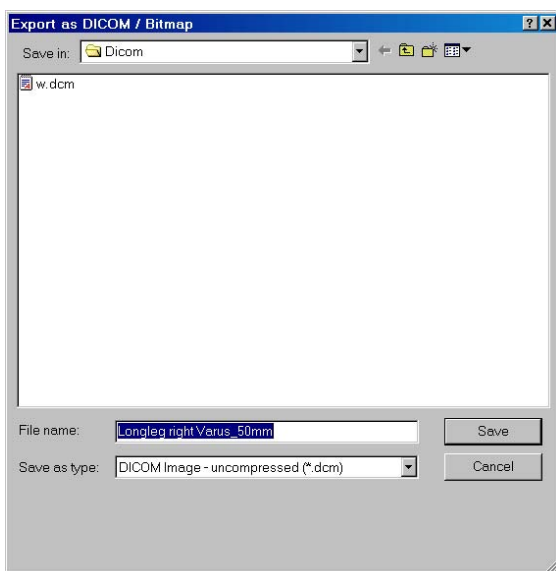 Export as DICOM / Bitmap
Save in: Dicom
w.dcm
File name: Longleg right Varus_50mm Save
Save as type: DICOM Image - uncompressed (*.dcm) Cancel